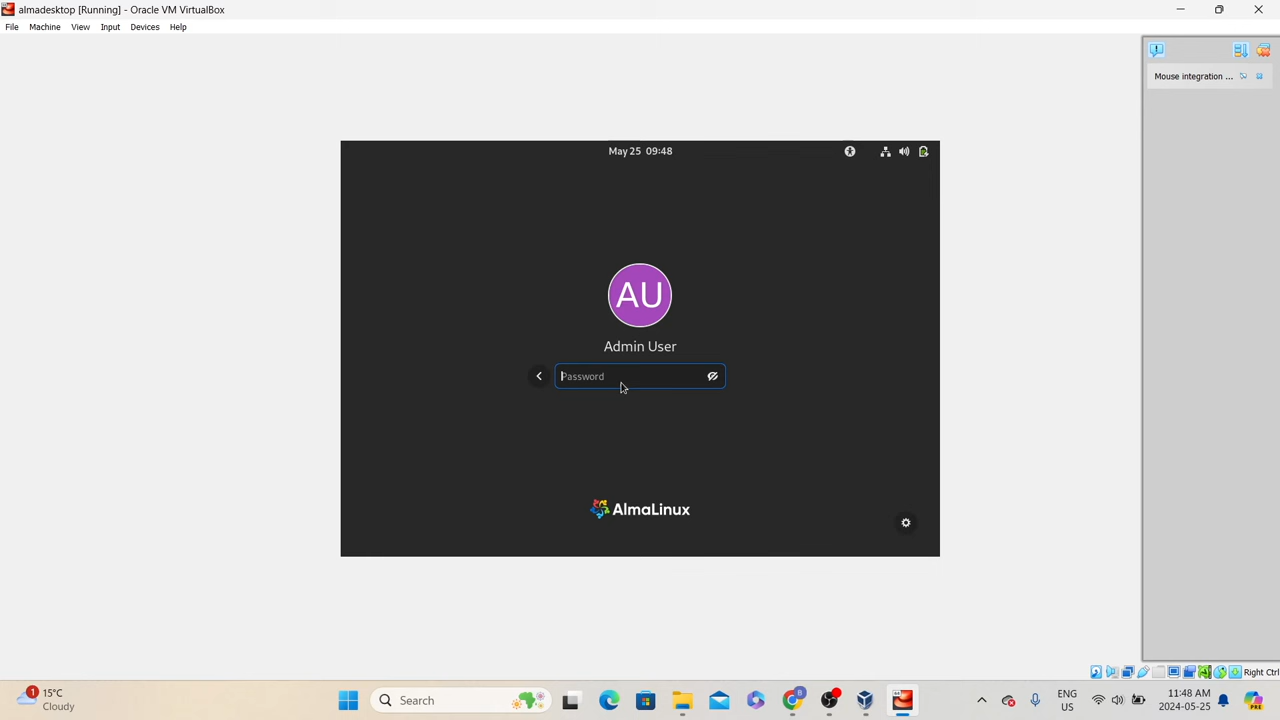 almadesktop [Running] - Oracle VM VirtualBox
File Machine View Input Devices Help
Mouse integration ...
May 25 09:48
AU
Admin User
Password
AlmaLinux
Right Ctrl
1
15°C
Cloudy
Search
ENG
US
11:48 AM
2024-05-25